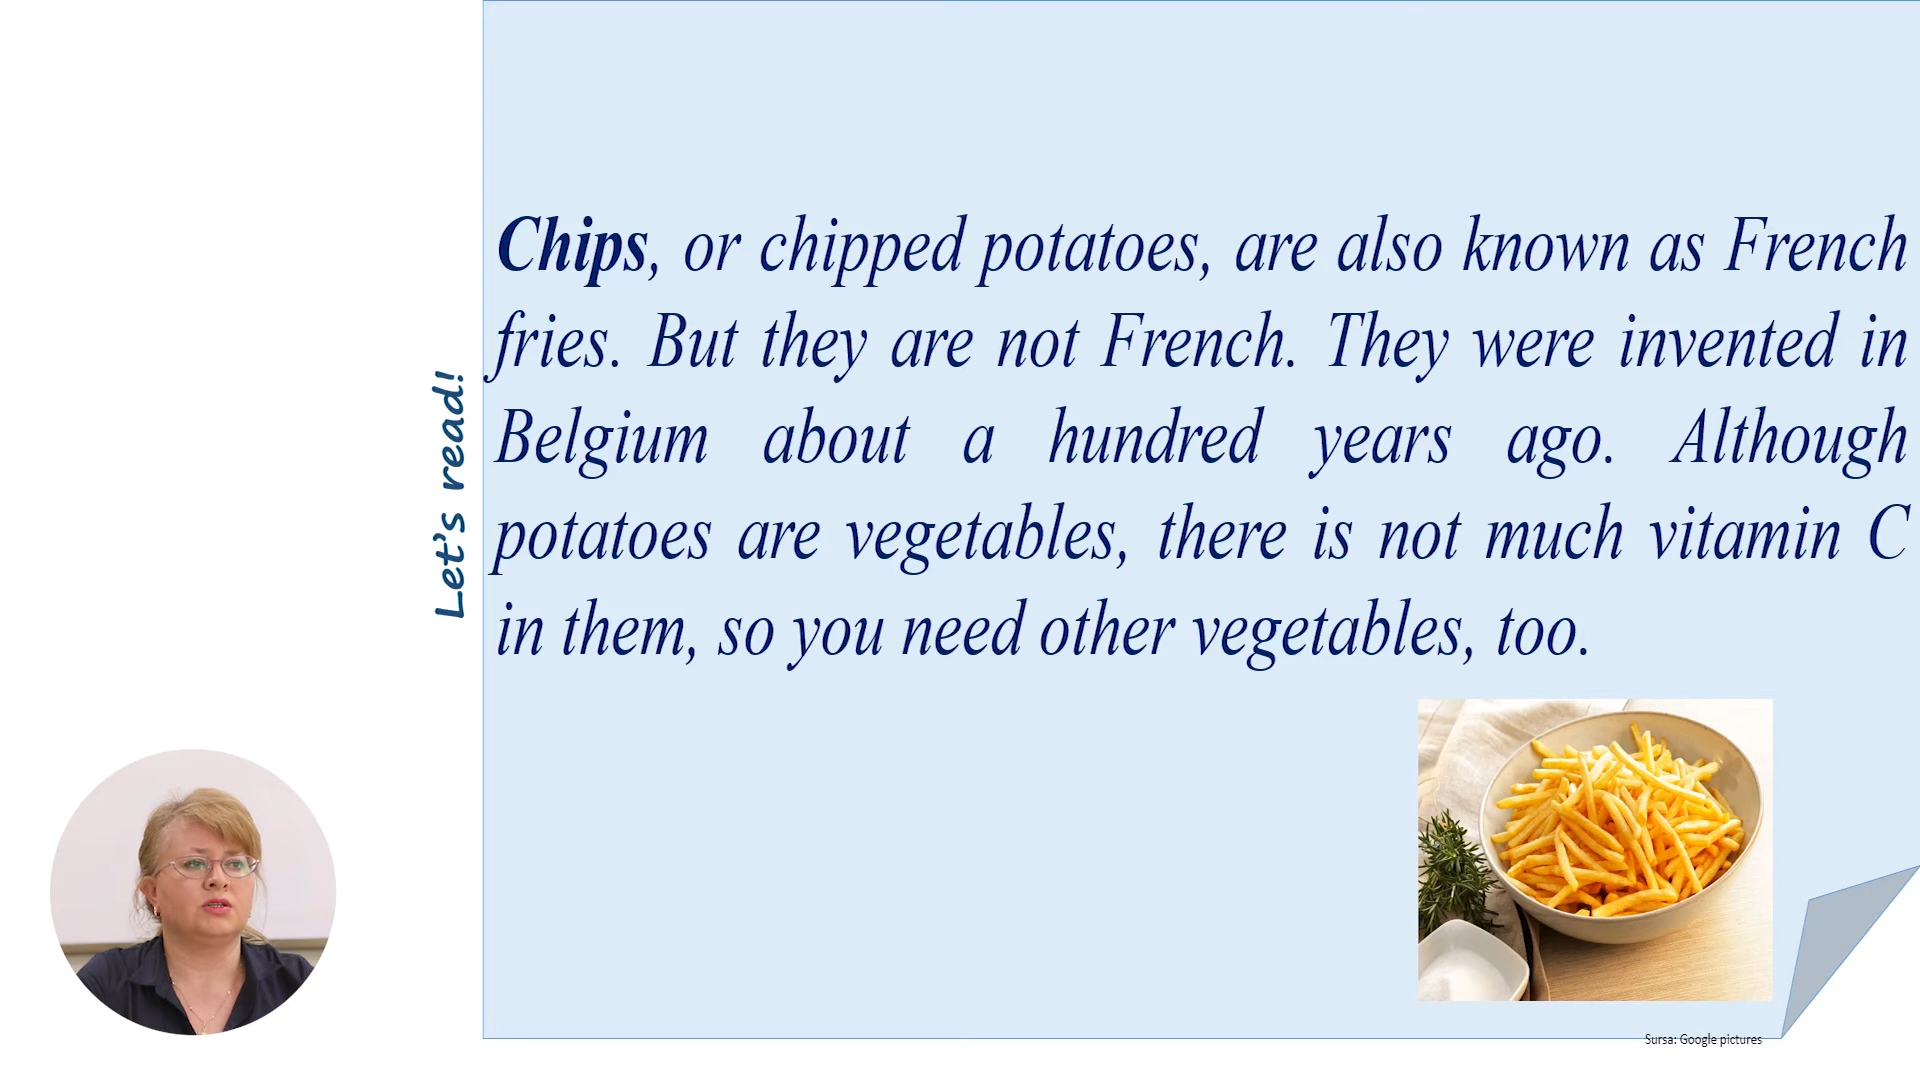 Let's read!
Chips, or chipped potatoes, are also known as French
fries. But they are not French. They were invented in
Belgium about a hundred years ago. Although
potatoes are vegetables, there is not much vitamin C
in them, so you need other vegetables, too.
Sursa: Google pictures